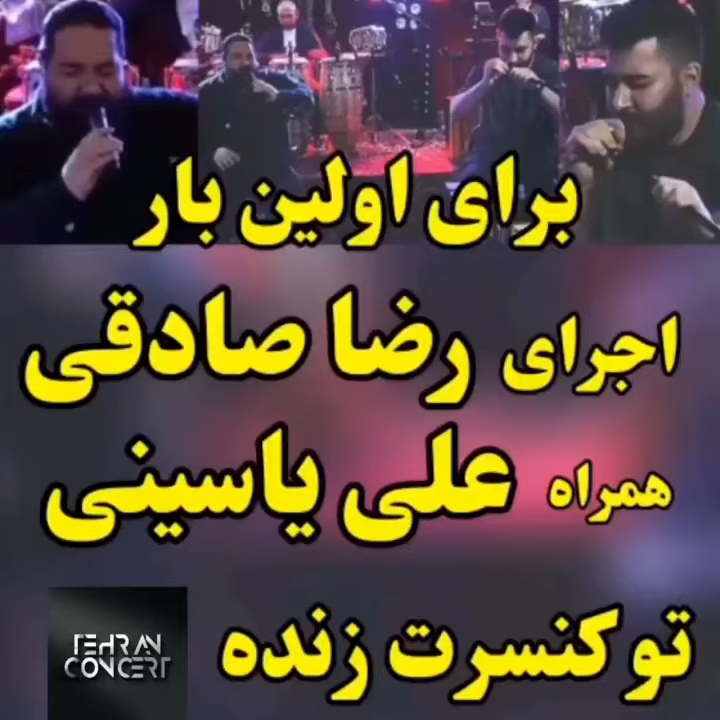 برای اولین بار
اجرای رضا صادقی
همراه علی یاسینی
تو کنسرت زنده
TEHRAN
CONCERT